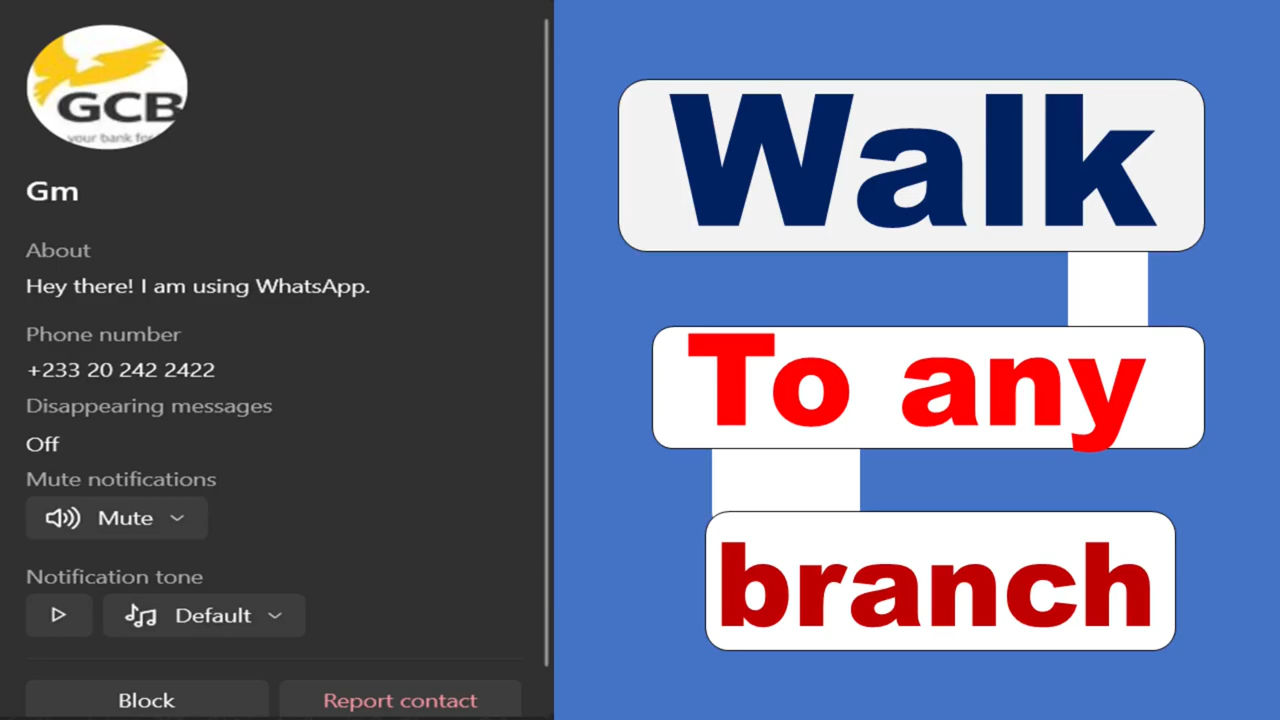 GCB
your bank for
Gm
About
Hey there! I am using WhatsApp.
Phone number
+233 20 242 2422
Disappearing messages
Off
Mute notifications
Mute
Notification tone
Default
Block
Report contact
Walk
To any
branch